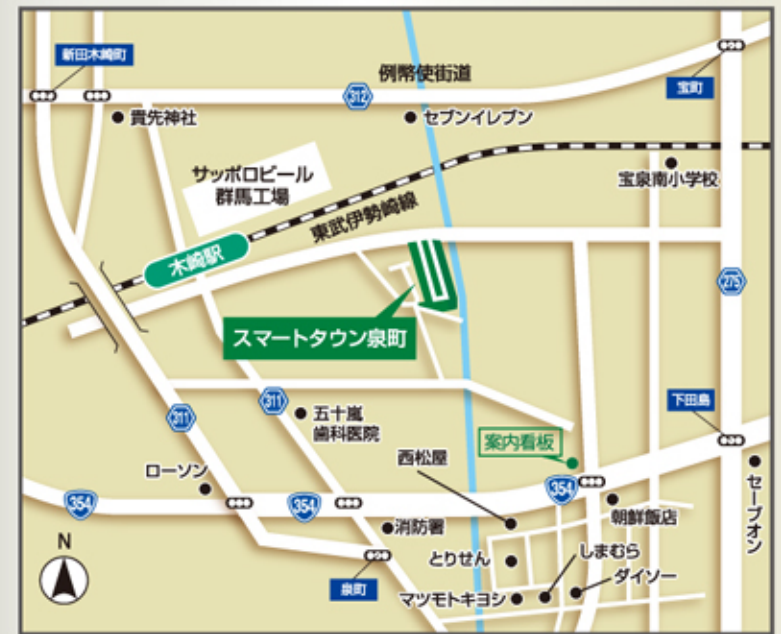 新田木崎町
例幣使街道
宝町
312
貴先神社
セブンイレブン
サッポロビール
群馬工場
宝泉南小学校
東武伊勢崎線
木崎駅
275
スマートタウン泉町
311
311
五十嵐
歯科医院
下田島
案内看板
西松屋
ローソン
354
354
354
セーブオン
朝鮮飯店
消防署
しまむら
とりせん
ダイソー
N
泉町
マツモトキヨシ